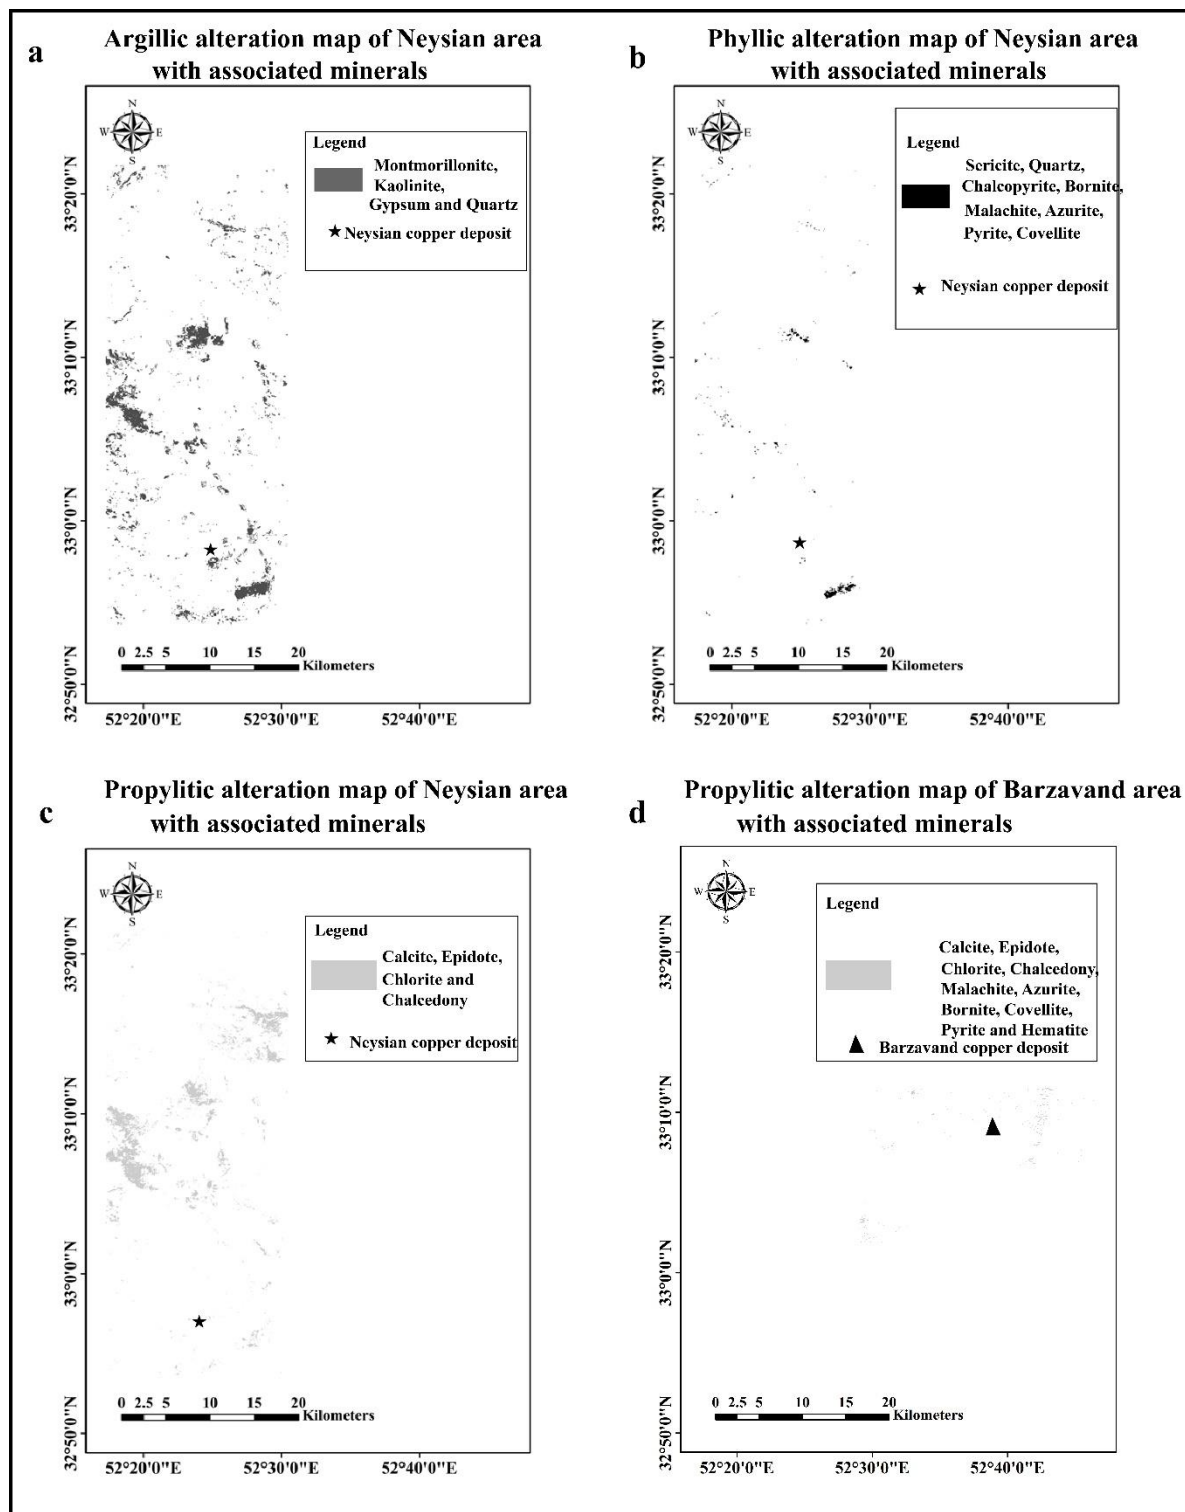 a
Argillic alteration map of Neysian area
with associated minerals
N
W E
S
Legend
Montmorillonite,
Kaolinite,
Gypsum and Quartz
Neysian copper deposit
33°20'0"N
33°10'0"N
33°0'0"N
32°50'0"N
0 2.5 5 10 15 20
Kilometers
52°20'0"E 52°30'0"E 52°40'0"E
b
Phyllic alteration map of Neysian area
with associated minerals
N
W E
S
Legend
Sericite, Quartz,
Chalcopyrite, Bornite,
Malachite, Azurite,
Pyrite, Covellite
Neysian copper deposit
33°20'0"N
33°10'0"N
33°0'0"N
32°50'0"N
0 2.5 5 10 15 20
Kilometers
52°20'0"E 52°30'0"E 52°40'0"E
c
Propylitic alteration map of Neysian area
with associated minerals
N
W E
S
Legend
Calcite, Epidote,
Chlorite and
Chalcedony
Neysian copper deposit
33°20'0"N
33°10'0"N
33°0'0"N
32°50'0"N
0 2.5 5 10 15 20
Kilometers
52°20'0"E 52°30'0"E 52°40'0"E
d
Propylitic alteration map of Barzavand area
with associated minerals
N
W E
S
Legend
Calcite, Epidote,
Chlorite, Chalcedony,
Malachite, Azurite,
Bornite, Covellite,
Pyrite and Hematite
Barzavand copper deposit
33°20'0"N
33°10'0"N
33°0'0"N
32°50'0"N
0 2.5 5 10 15 20
Kilometers
52°20'0"E 52°30'0"E 52°40'0"E